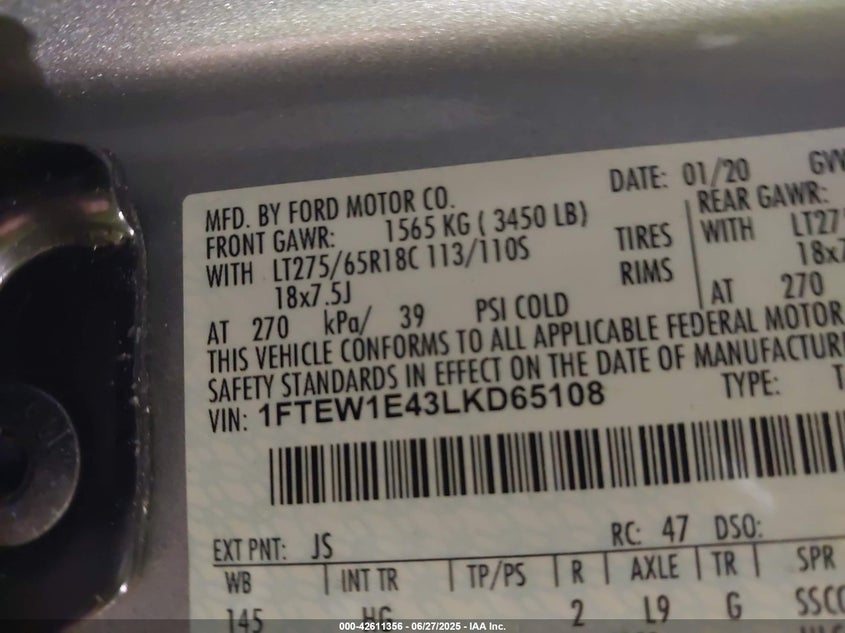 MFD. BY FORD MOTOR CO. DATE: 01/20
FRONT GAWR: 1565 KG ( 3450 LB) REAR GAWR:
WITH LT275/65R18C 113/110S TIRES WITH
18x7.5J RIMS
AT 270 kPa/ 39 PSI COLD AT 270
THIS VEHICLE CONFORMS TO ALL APPLICABLE FEDERAL MOTOR
SAFETY STANDARDS IN EFFECT ON THE DATE OF
VIN: 1FTEW1E43LKD65108 TYPE:
EXT PNT: JS RC: 47 DSO:
WB INT TR TP/PS R AXLE TR SPR
145 HG 2 L9 G
000-42611356 - 06/27/2025 - IAA Inc.